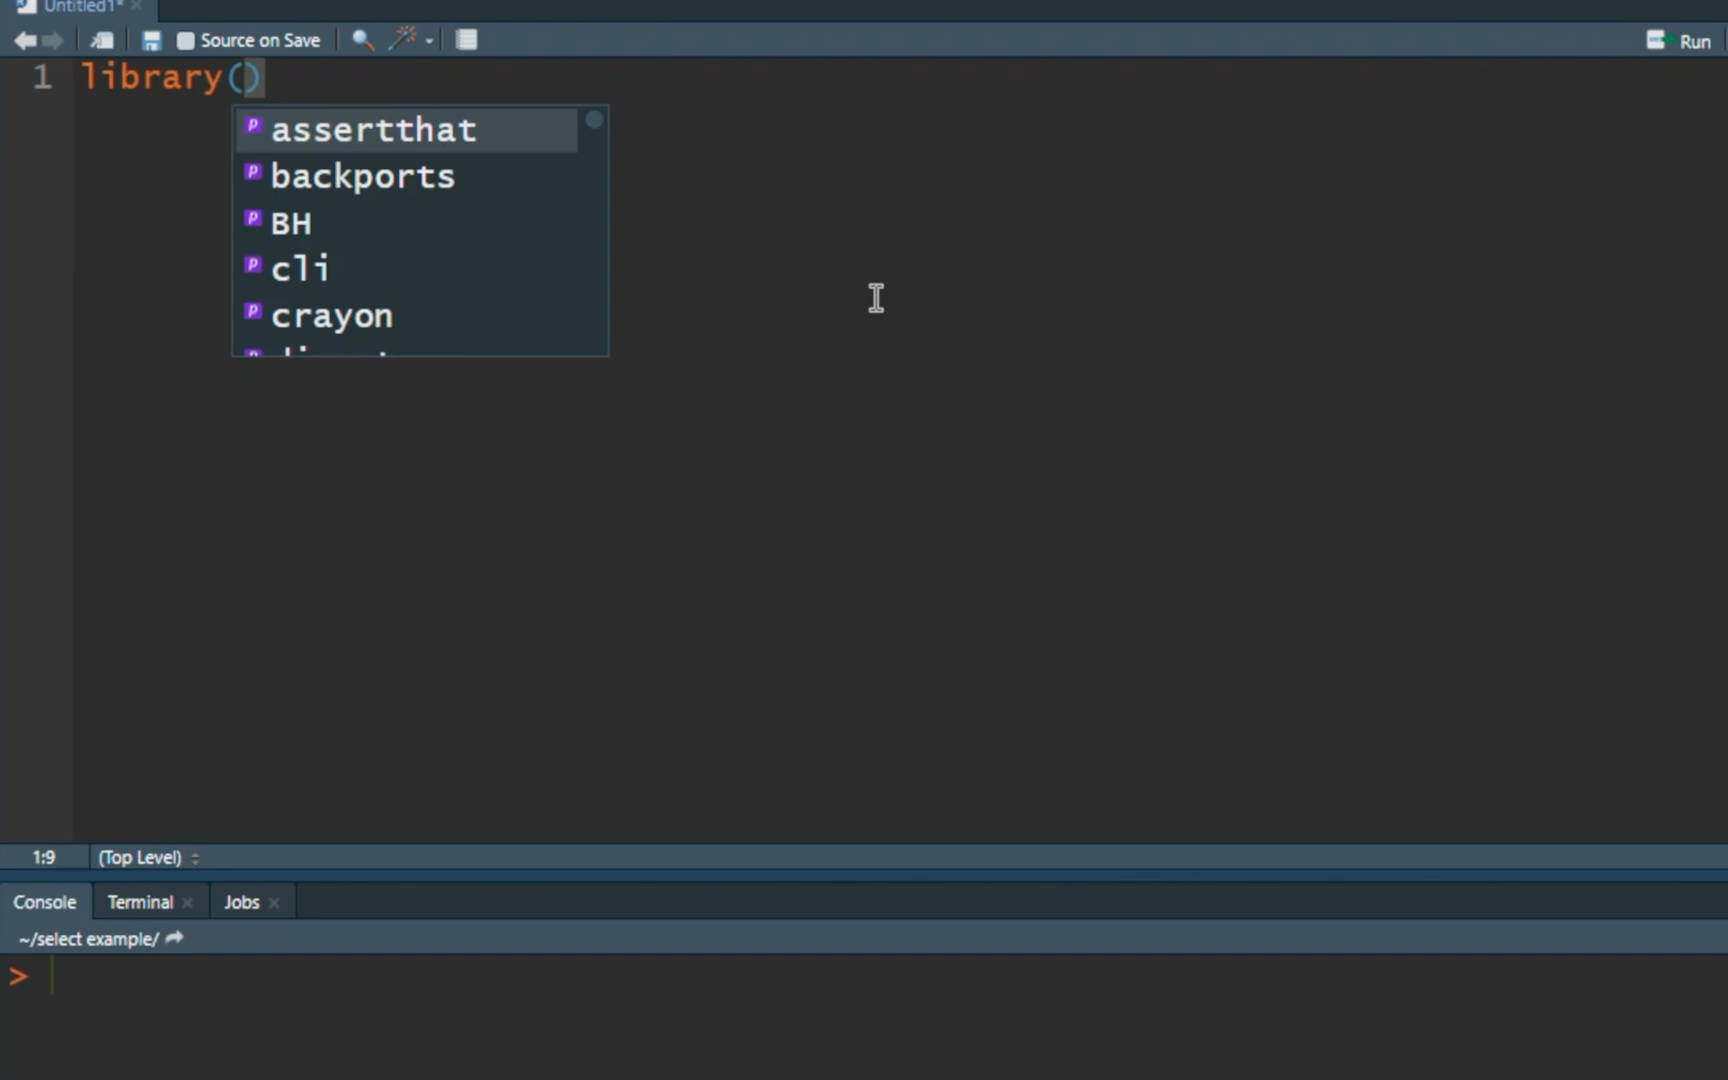 Untitled1*
Source on Save Run
1 library()
assertthat
backports
BH
cli
crayon
1:9 (Top Level)
Console Terminal Jobs
~/select example/
>